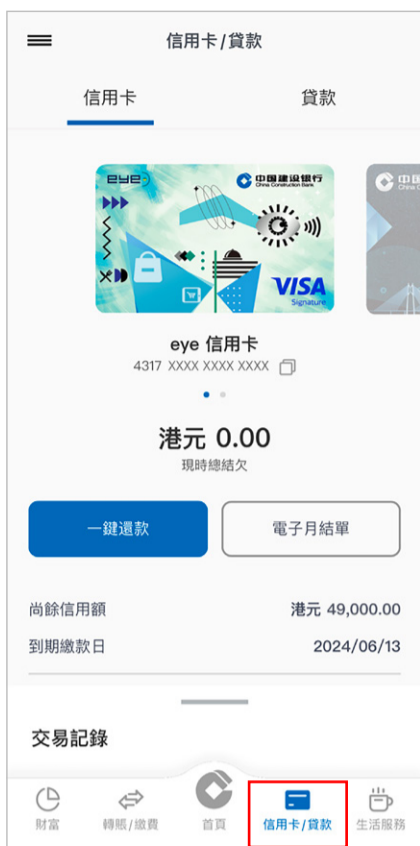 信用卡/貸款
信用卡 貸款
eye
中国建设银行
China Construction Bank
VISA
Signature
eye 信用卡
4317 XXXX XXXX XXXX
港元 0.00
現時總結欠
一鍵還款 電子月結單
尚餘信用額 港元 49,000.00
到期繳款日 2024/06/13
交易記錄
財富 轉賬/繳費 首頁 信用卡/貸款 生活服務